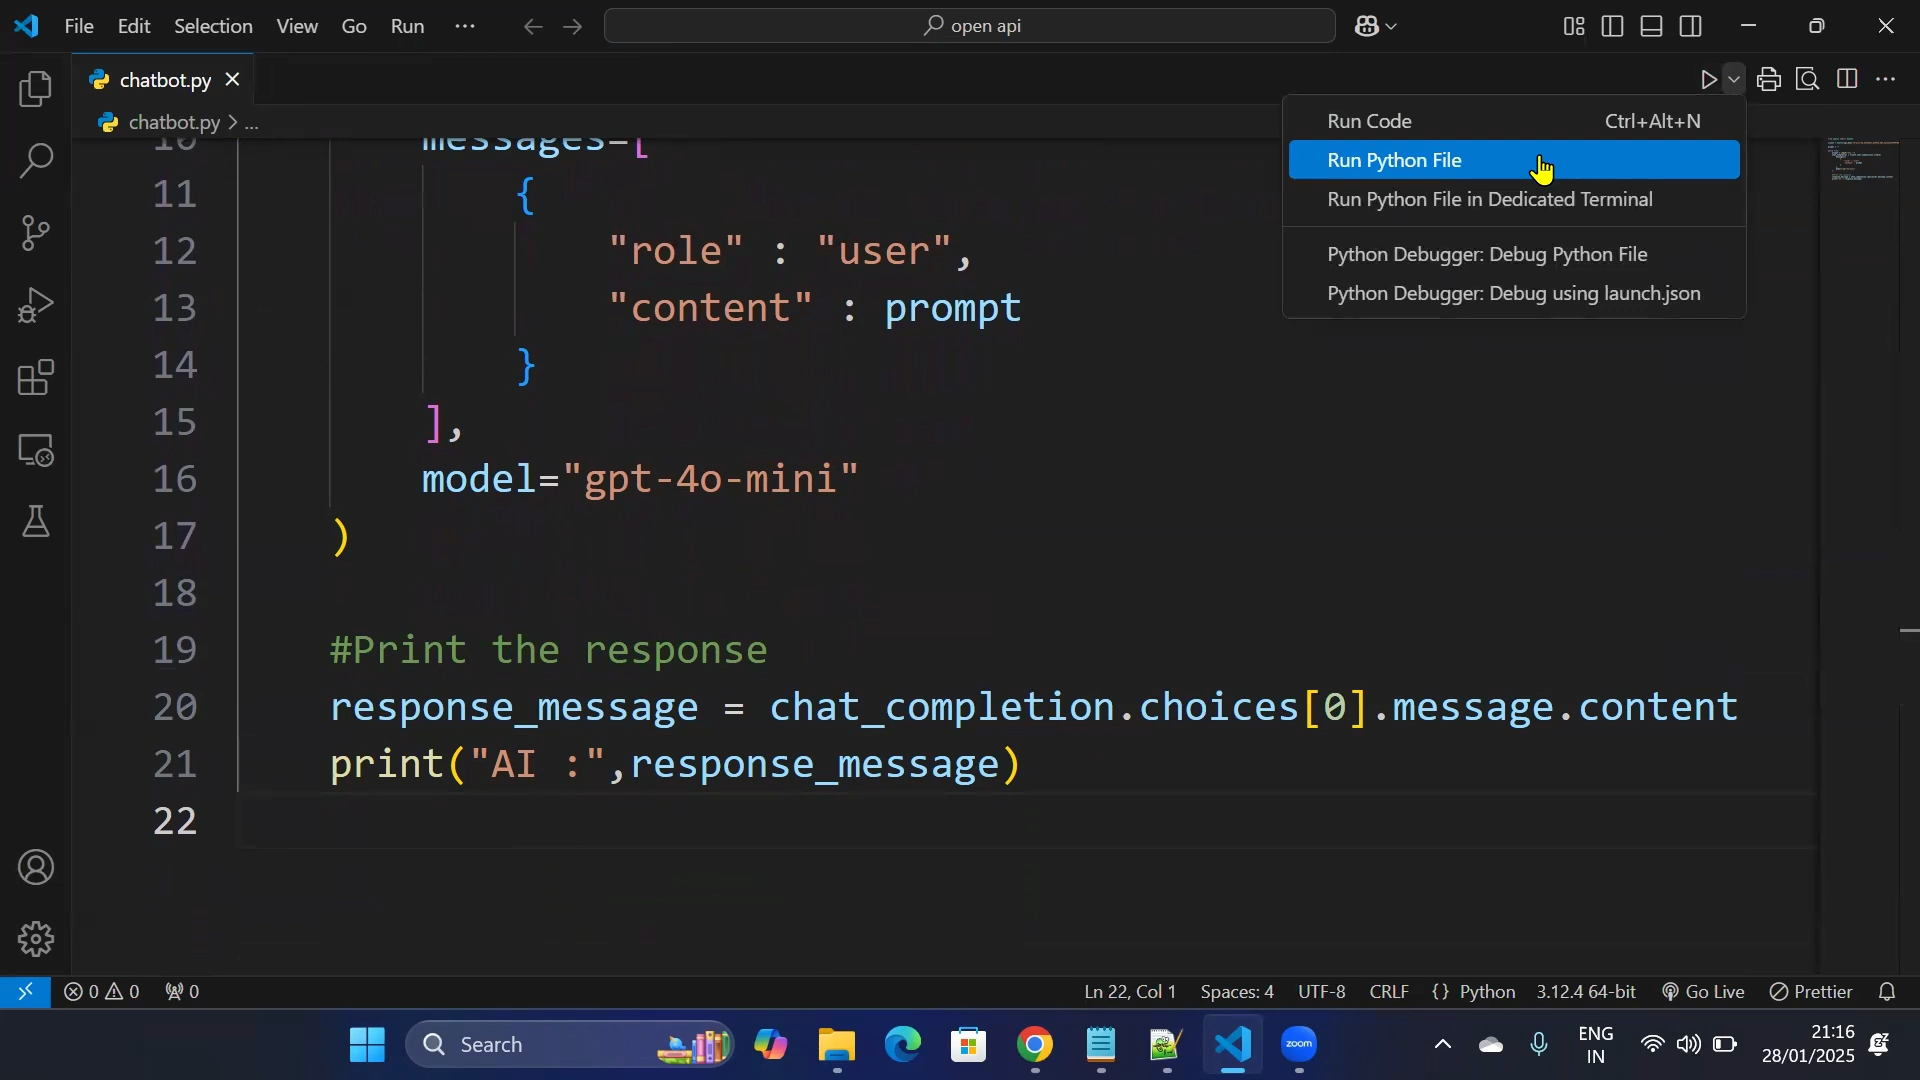 File Edit Selection View Go Run ··· open api
chatbot.py
chatbot.py > ...
Run Code Ctrl+Alt+N
Run Python File
Run Python File in Dedicated Terminal
Python Debugger: Debug Python File
Python Debugger: Debug using launch.json
10 messages=[
11 {
12 "role" : "user",
13 "content" : prompt
14 }
15 ],
16 model="gpt-4o-mini"
17 )
18
19 #Print the response
20 response_message = chat_completion.choices[0].message.content
21 print("AI :",response_message)
22
0 0 0 Ln 22, Col 1 Spaces: 4 UTF-8 CRLF {} Python 3.12.4 64-bit Go Live Prettier
Search zoom ENG 21:16
IN 28/01/2025